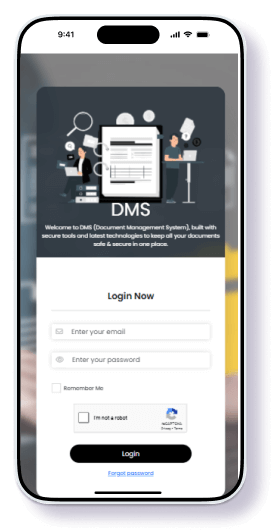 9:41
DMS
Welcome to DMS (Document Management System), built with
secure tools and latest technologies to keep all your documents
safe & secure in one place.
Login Now
Enter your email
Enter your password
Remember Me
I'm not a robot
reCAPTCHA
Privacy - Terms
Login
Forgot password